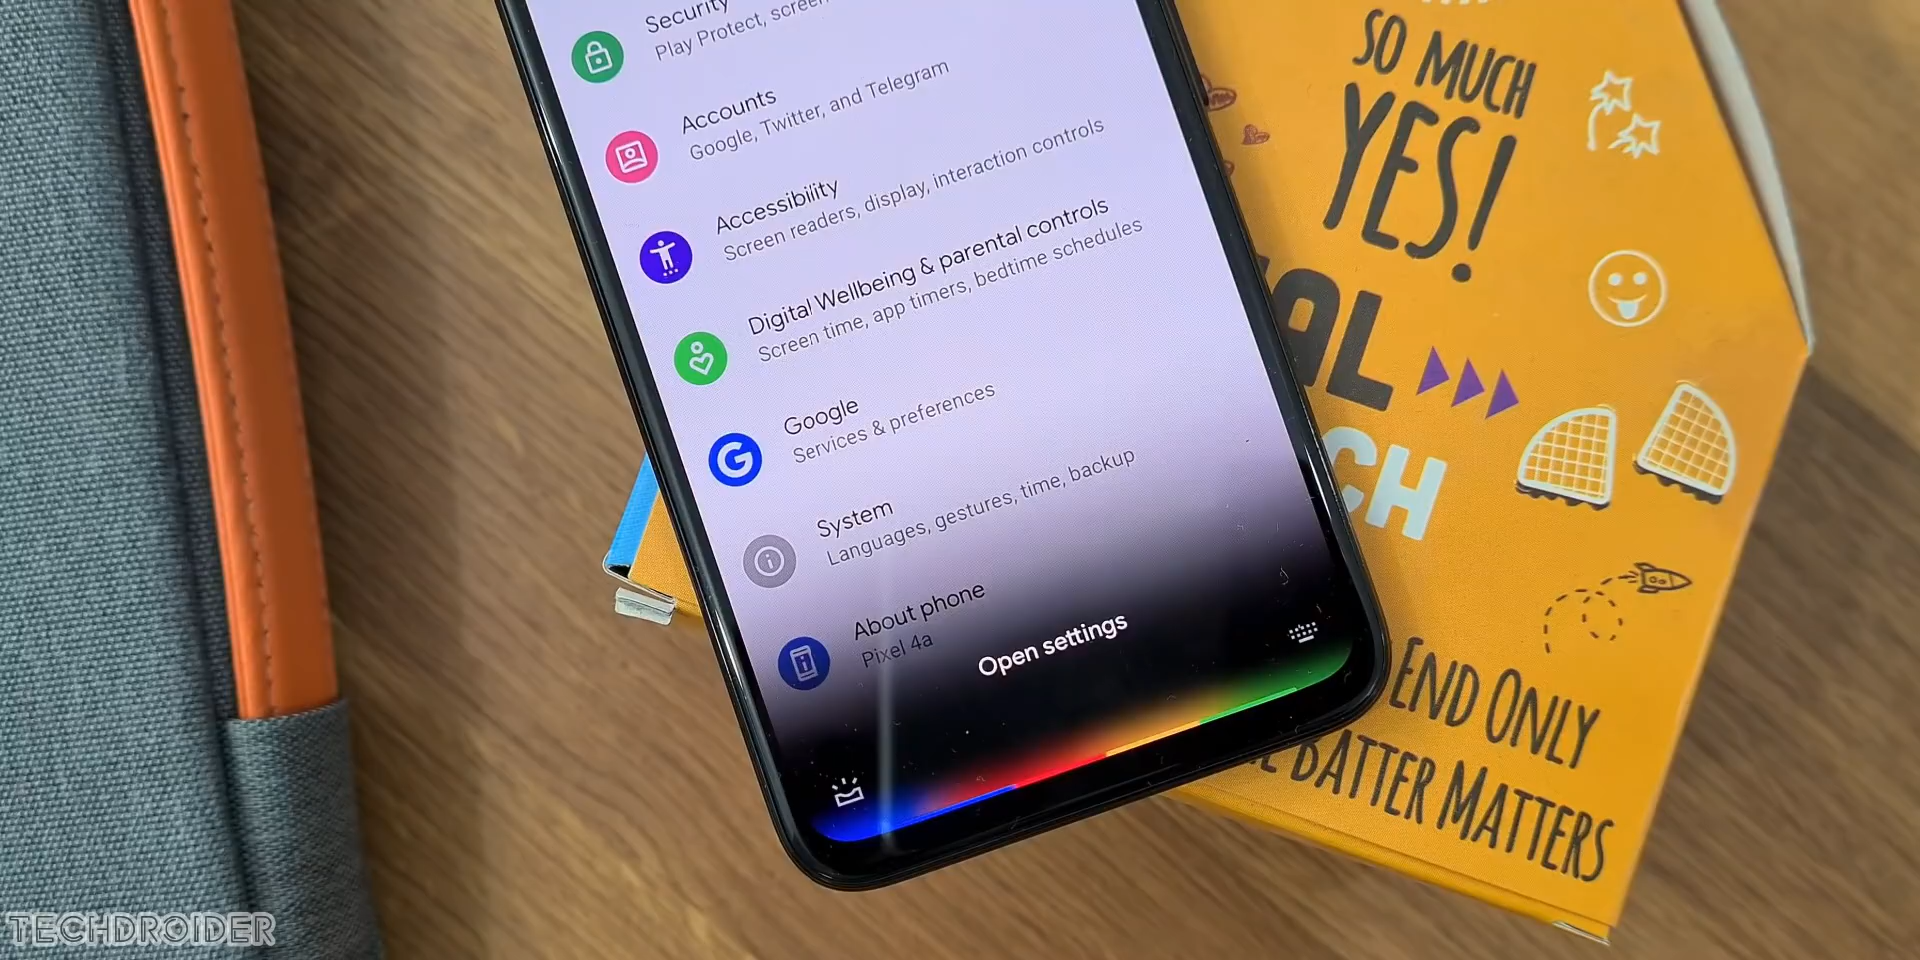 Security
Play Protect, screen
Accounts
Google, Twitter, and Telegram
Accessibility
Screen readers, display, interaction controls
Digital Wellbeing & parental controls
Screen time, app timers, bedtime schedules
Google
Services & preferences
System
Languages, gestures, time, backup
About phone
Pixel 4a
Open settings
SO MUCH
YES!
AL
CH
END ONLY
BATTER MATTERS
TECHDROIDER